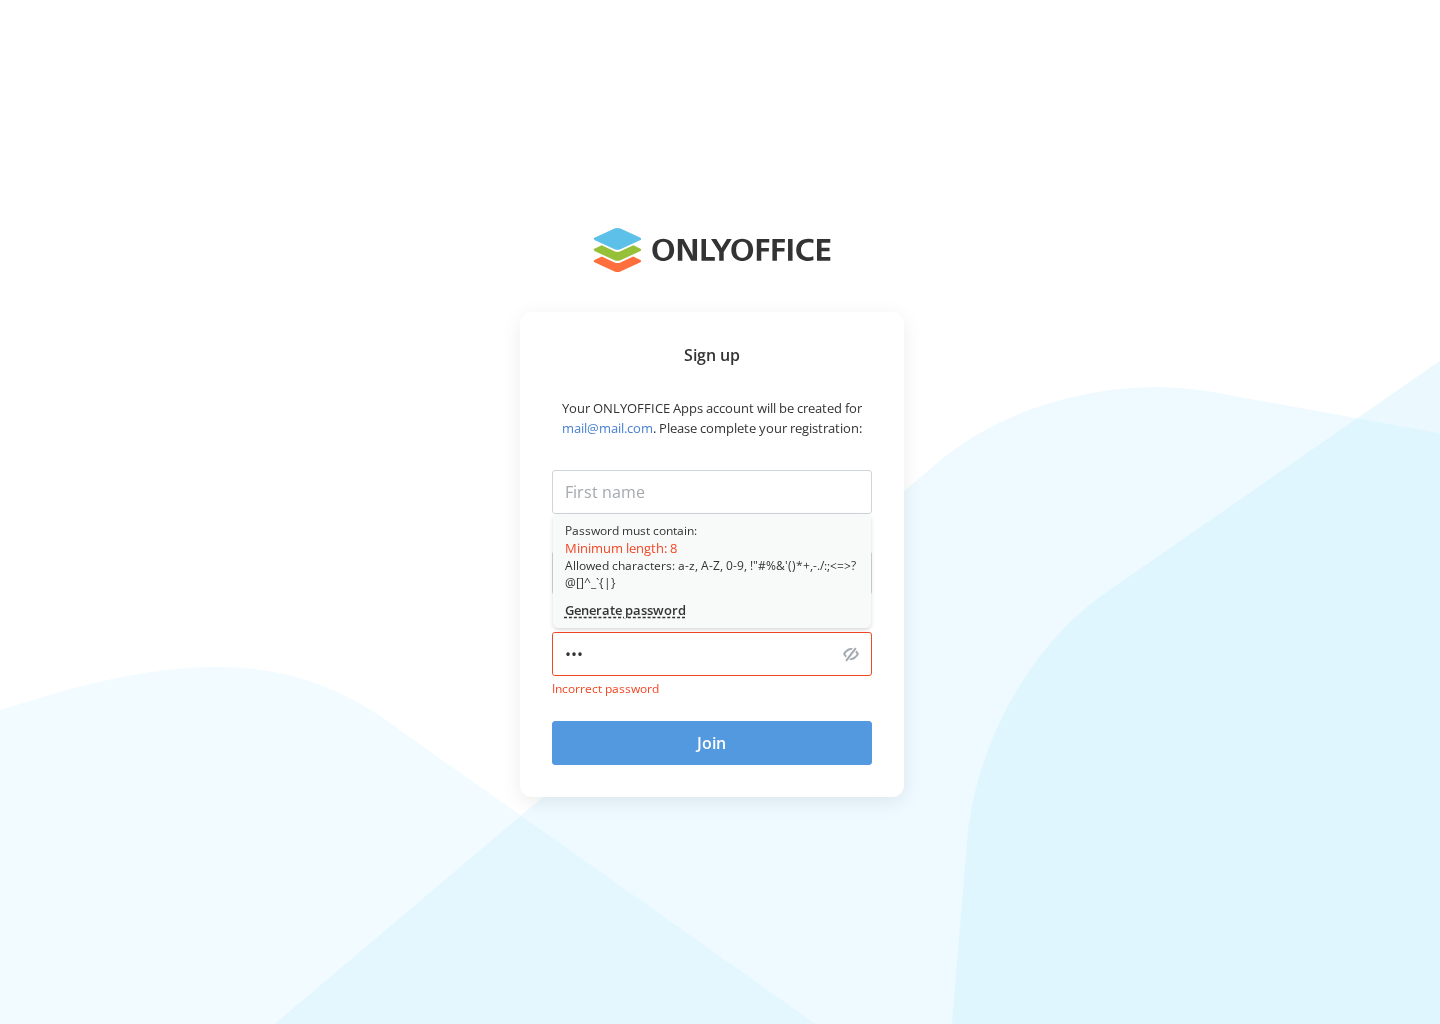 ONLYOFFICE
Sign up
Your ONLYOFFICE Apps account will be created for
mail@mail.com. Please complete your registration:
First name
Password must contain:
Minimum length: 8
Allowed characters: a-z, A-Z, 0-9, !"#%&'()*+,-./:;<=>?
@[]^_`{|}
Generate password
•••
Incorrect password
Join